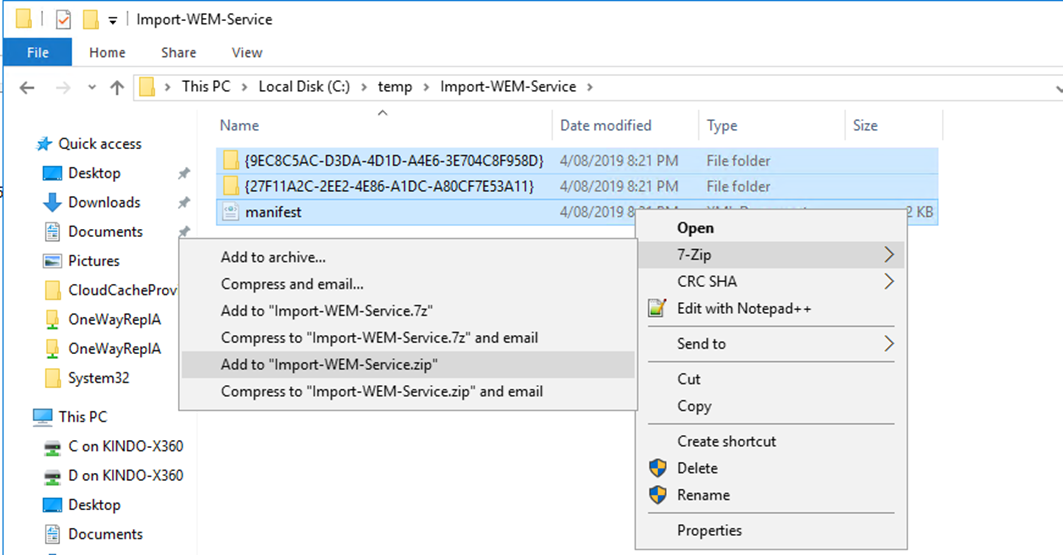 Import-WEM-Service
File Home Share View
This PC Local Disk (C:) temp Import-WEM-Service
Name Date modified Type Size
Quick access
Desktop
Downloads
Documents
Pictures
CloudCacheProv
OneWayRepIA
OneWayRepIA
System32
This PC
C on KINDO-X360
D on KINDO-X360
Desktop
Documents
{9EC8C5AC-D3DA-4D1D-A4E6-3E704C8F958D} 4/08/2019 8:21 PM File folder
{27F11A2C-2EE2-4E86-A1DC-A80CF7E53A11} 4/08/2019 8:21 PM File folder
manifest 4/08/2019 8:21 PM 2 KB
Open
7-Zip
CRC SHA
Edit with Notepad++
Send to
Cut
Copy
Create shortcut
Delete
Rename
Properties
Add to archive...
Compress and email...
Add to "Import-WEM-Service.7z"
Compress to "Import-WEM-Service.7z" and email
Add to "Import-WEM-Service.zip"
Compress to "Import-WEM-Service.zip" and email